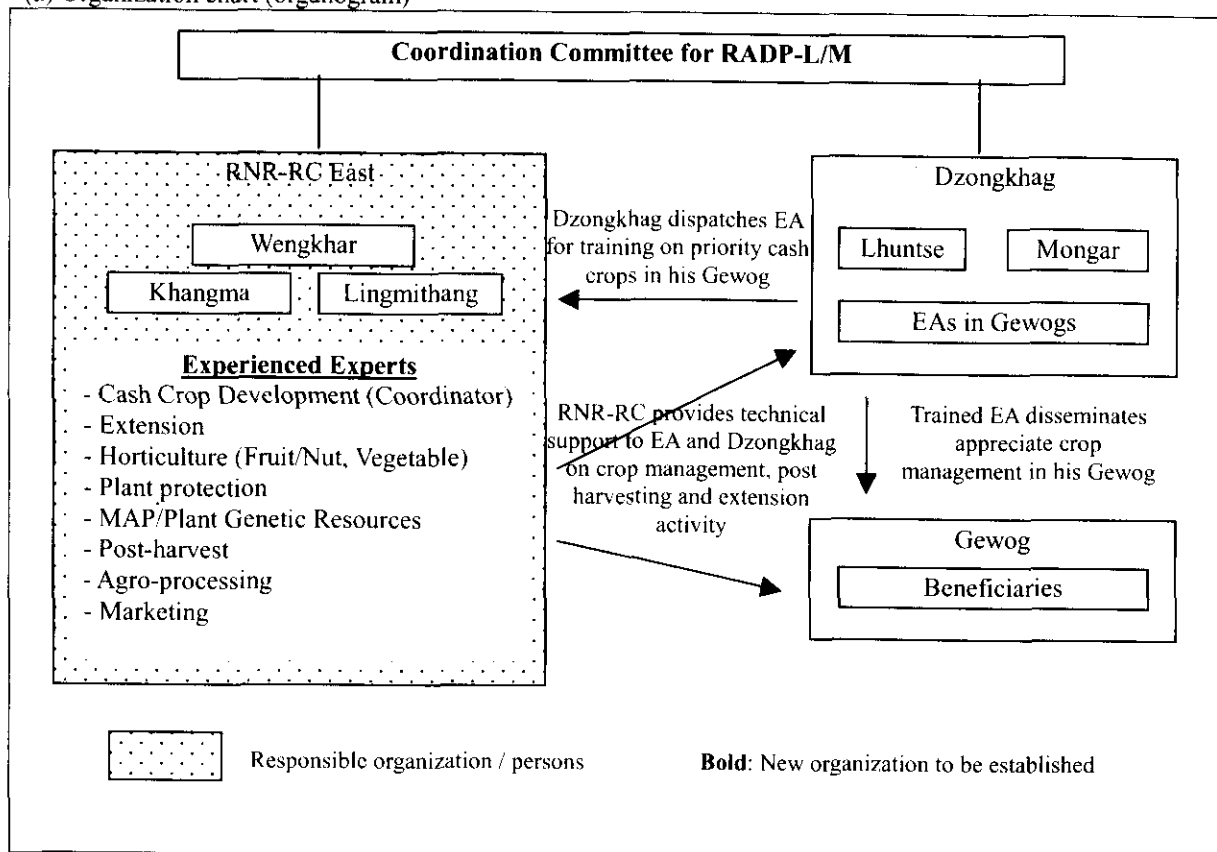 (a) Organization chart (organogram)
Coordination Committee for RADP-L/M
RNR-RC East
Wengkhar
Khangma
Lingmithang
Experienced Experts
- Cash Crop Development (Coordinator)
- Extension
- Horticulture (Fruit/Nut, Vegetable)
- Plant protection
- MAP/Plant Genetic Resources
- Post-harvest
- Agro-processing
- Marketing
Dzongkhag dispatches EA
for training on priority cash
crops in his Gewog
RNR-RC provides technical
support to EA and Dzongkhag
on crop management, post
harvesting and extension
activity
Dzongkhag
Lhuntse
Mongar
EAs in Gewogs
Trained EA disseminates
appreciate crop
management in his Gewog
Gewog
Beneficiaries
Responsible organization / persons
Bold: New organization to be established